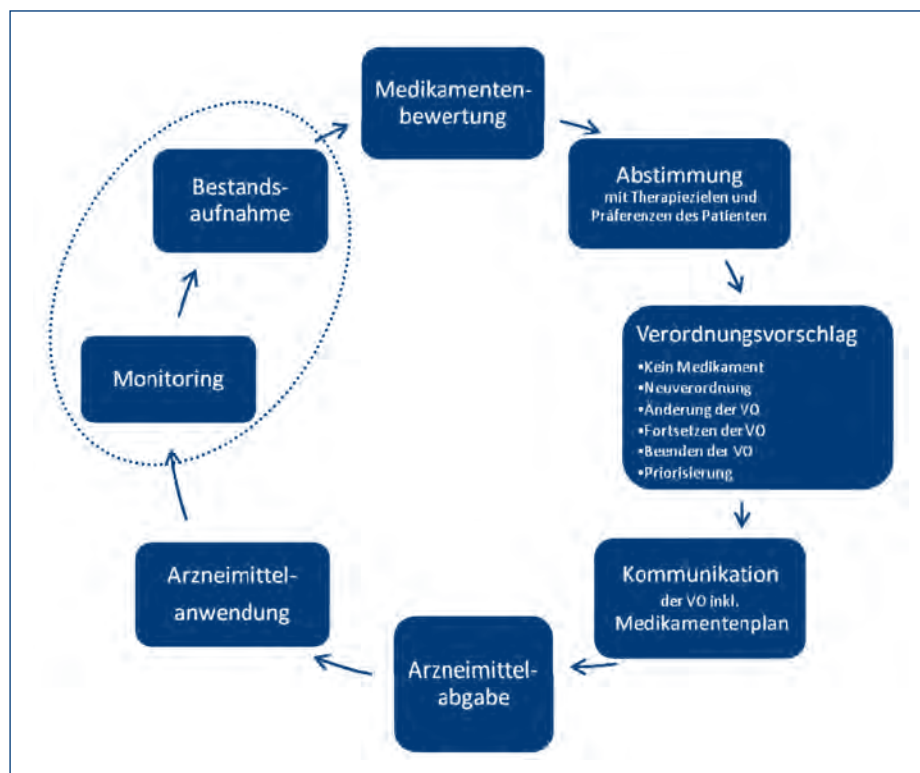 Medikamenten-
bewertung
Abstimmung
mit Therapiezielen und
Präferenzen des Patienten
Verordnungsvorschlag
•Kein Medikament
•Neuverordnung
•Änderung der VO
•Fortsetzen der VO
•Beenden der VO
•Priorisierung
Kommunikation
der VO inkl.
Medikamentenplan
Arzneimittel-
abgabe
Arzneimittel-
anwendung
Monitoring
Bestands-
aufnahme